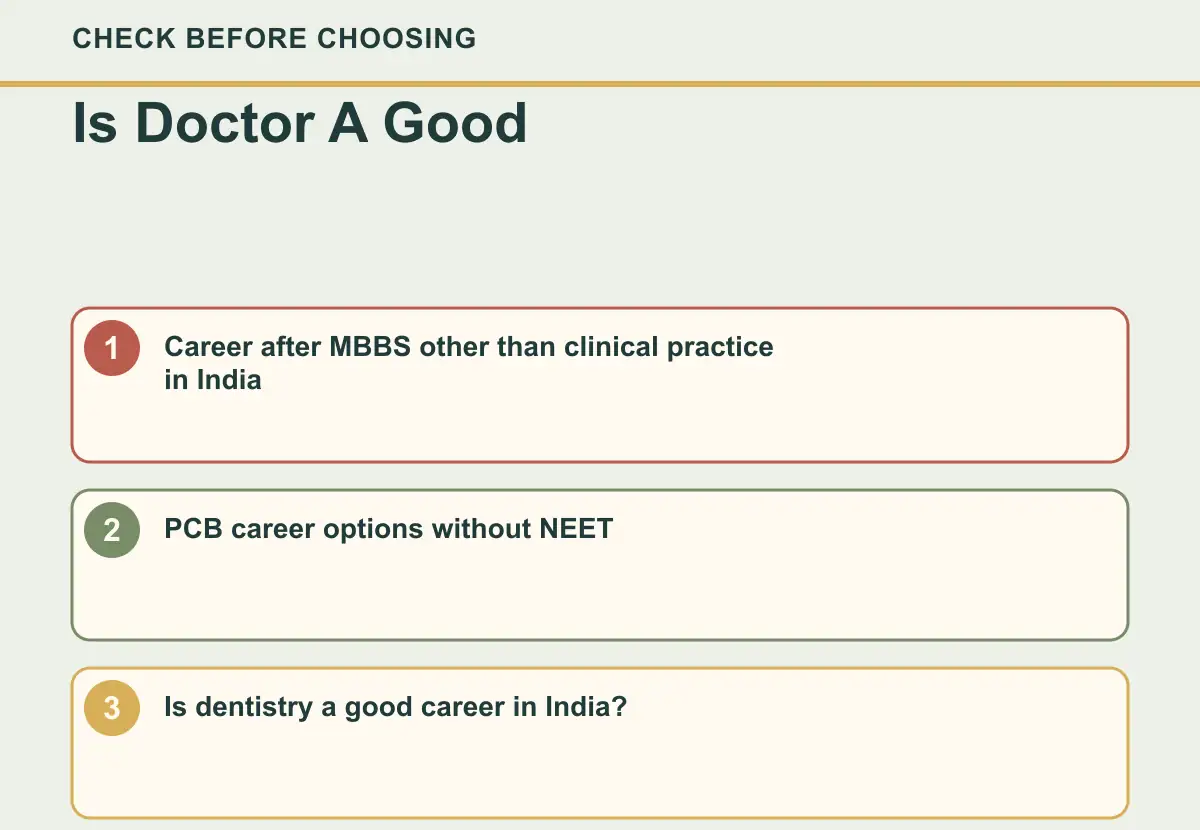 CHECK BEFORE CHOOSING
Is Doctor A Good
1
Career after MBBS other than clinical practice
in India
2
PCB career options without NEET
3
Is dentistry a good career in India?